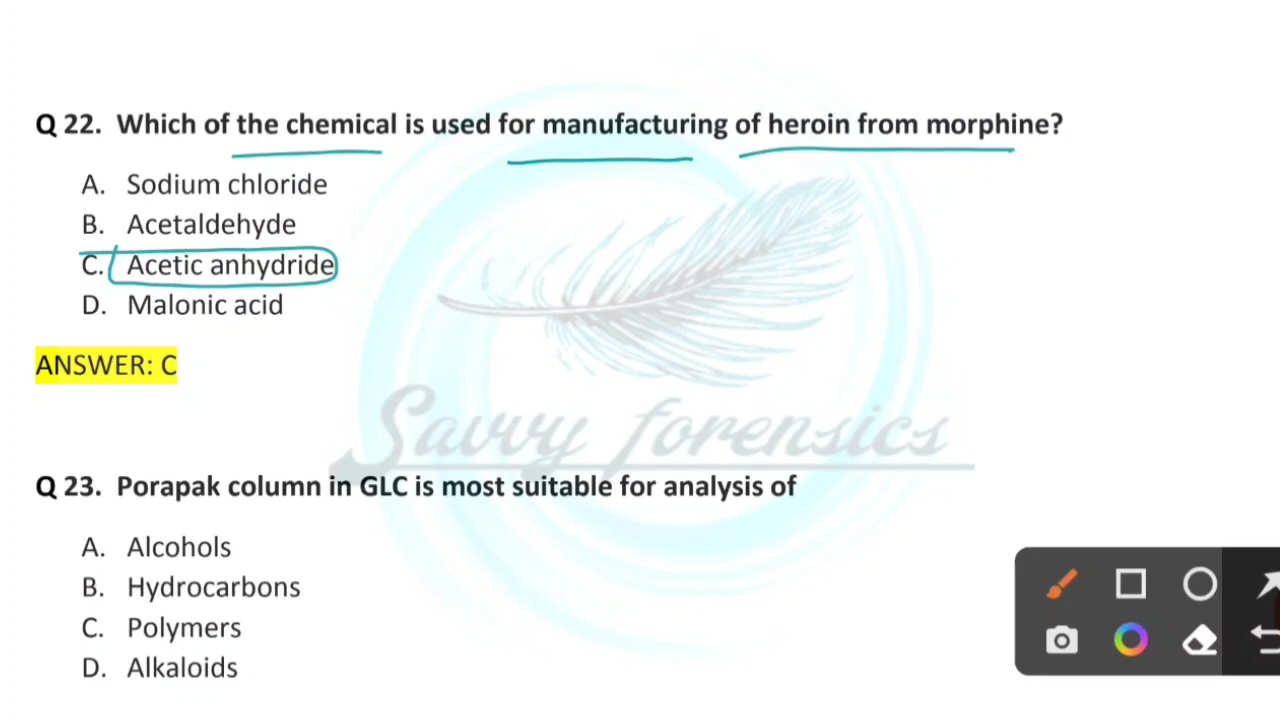 Q 22. Which of the chemical is used for manufacturing of heroin from morphine?
A. Sodium chloride
B. Acetaldehyde
C. Acetic anhydride
D. Malonic acid
ANSWER: C
Savvy forensics
Q 23. Porapak column in GLC is most suitable for analysis of
A. Alcohols
B. Hydrocarbons
C. Polymers
D. Alkaloids